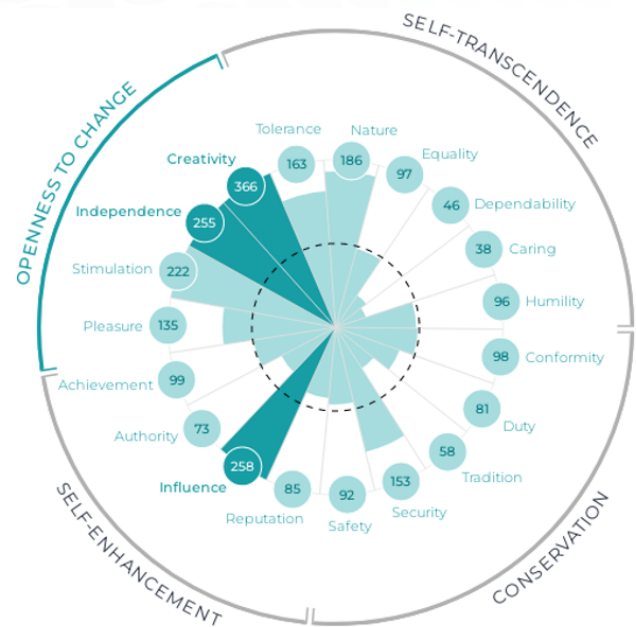 SELF-TRANSCENDENCE
OPENNESS TO CHANGE
Tolerance
163
Nature
186
Equality
97
Dependability
46
Caring
38
Humility
96
Conformity
98
Duty
81
Tradition
58
Security
153
Safety
92
Reputation
85
Influence
258
Authority
73
Achievement
99
Pleasure
135
Stimulation
222
Independence
255
Creativity
366
SELF-ENHANCEMENT
CONSERVATION